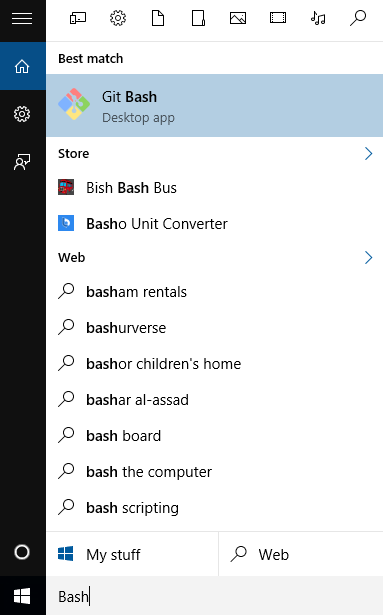 Best match
Git Bash
Desktop app
Store
Bish Bash Bus
Basho Unit Converter
Web
basham rentals
bashurverse
bashor children's home
bashar al-assad
bash board
bash the computer
bash scripting
My stuff
Web
Bash